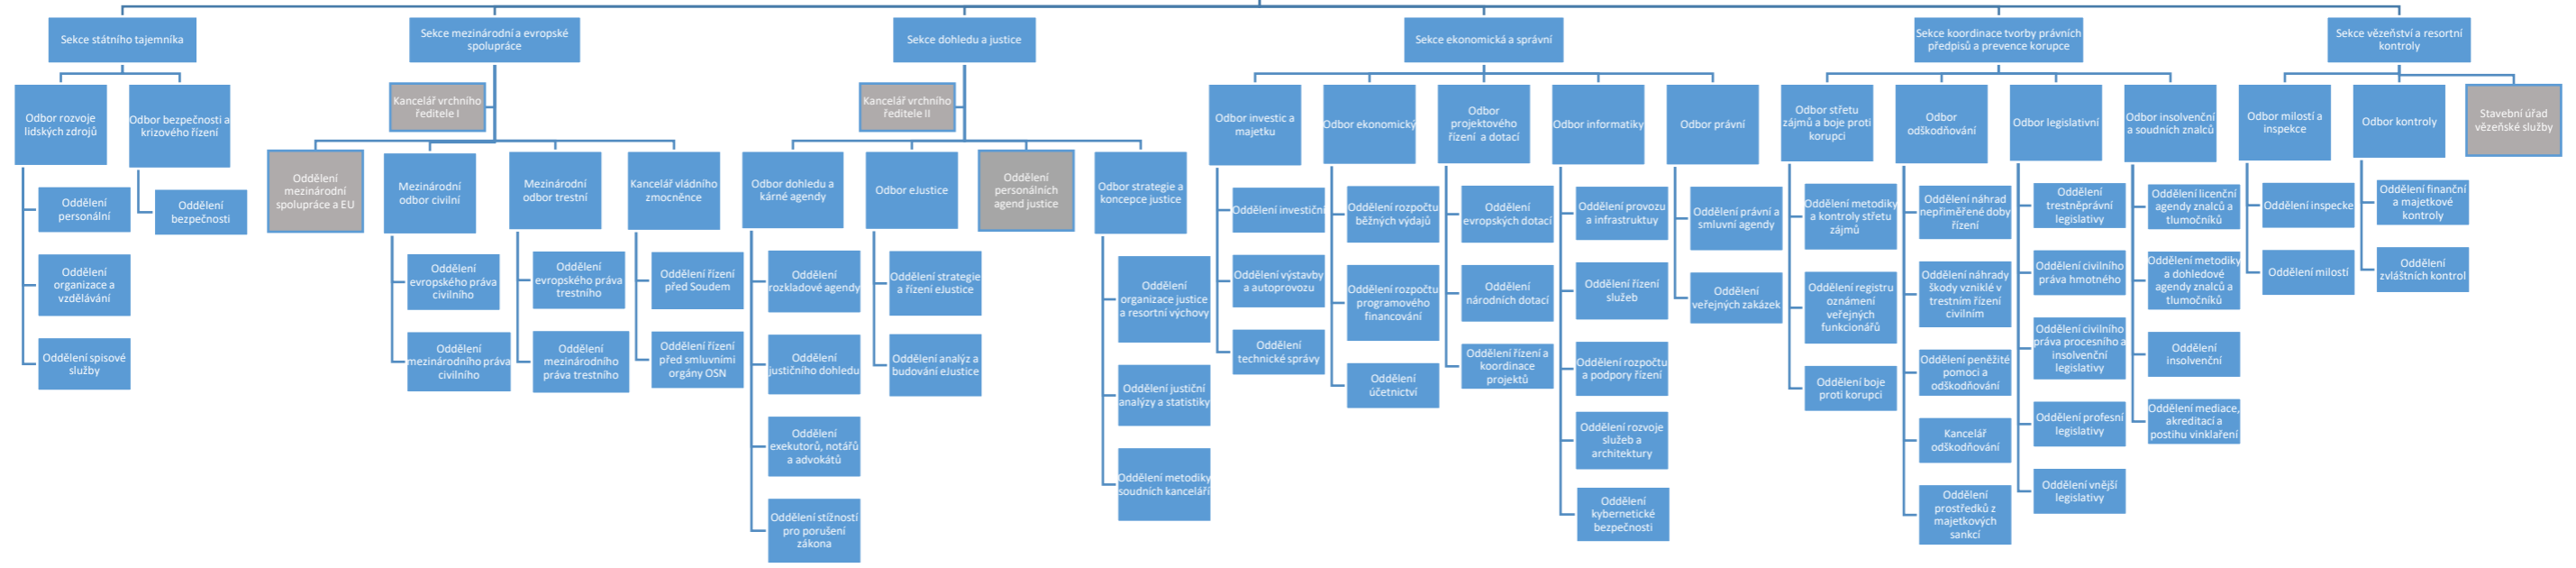 Sekce státního tajemníka
Odbor rozvoje
lidských zdrojů
Oddělení
personální
Oddělení
organizace a
vzdělávání
Oddělení spisové
služby
Odbor bezpečnosti a
krizového řízení
Oddělení
bezpečnosti
Sekce mezinárodní a evropské
spolupráce
Kancelář vrchního
ředitele I
Oddělení
mezinárodní
spolupráce a EU
Mezinárodní
odbor civilní
Oddělení
evropského práva
civilního
Oddělení
mezinárodního práva
civilního
Mezinárodní
odbor trestní
Oddělení
evropského práva
trestního
Oddělení
mezinárodního
práva trestního
Kancelář vládního
zmocněnce
Oddělení řízení
před Soudem
Oddělení řízení
před smluvními
orgány OSN
Sekce dohledu a justice
Kancelář vrchního
ředitele II
Odbor dohledu a
kárné agendy
Oddělení
rozkladové agendy
Oddělení
justičního dohledu
Oddělení
exekutorů, notářů
a advokátů
Oddělení stížností
pro porušení
zákona
Odbor eJustice
Oddělení strategie
a řízení eJustice
Oddělení analýz a
budování eJustice
Oddělení
personálních
agend justice
Odbor strategie a
koncepce justice
Oddělení
organizace justice
a resortní výchovy
Oddělení justiční
analýzy a statistiky
Oddělení metodiky
soudních kanceláří
Sekce ekonomická a správní
Odbor investic a
majetku
Oddělení investiční
Oddělení výstavby
a autoprovozu
Oddělení
technické správy
Odbor ekonomický
Oddělení rozpočtu
běžných výdajů
Oddělení rozpočtu
programového
financování
Oddělení
účetnictví
Odbor
projektového
řízení a dotací
Oddělení
evropských dotací
Oddělení
národních dotací
Oddělení řízení a
koordinace
projektů
Odbor informatiky
Oddělení provozu
a infrastruktuy
Oddělení řízení
služeb
Oddělení rozpočtu
a podpory řízení
Oddělení rozvoje
služeb a
architektury
Oddělení
kybernetické
bezpečnosti
Odbor právní
Oddělení právní a
smluvní agendy
Oddělení
veřejných zakázek
Sekce koordinace tvorby právních
předpisů a prevence korupce
Odbor střetu
zájmů a boje proti
korupci
Oddělení metodiky
a kontroly střetu
zájmů
Oddělení registru
oznámení
veřejných
funkcionářů
Oddělení boje
proti korupci
Odbor
odškodňování
Oddělení náhrad
nepřiměřené doby
řízení
Oddělení náhrady
škody vzniklé v
trestním řízení
civilním
Oddělení peněžité
pomoci a
odškodňování
Kancelář
odškodňování
Oddělení
prostředků z
majetkových
sankcí
Odbor legislativní
Oddělení
trestněprávní
legislativy
Oddělení civilního
práva hmotného
Oddělení civilního
práva procesního a
insolvenční
legislativy
Oddělení profesní
legislativy
Oddělení vnější
legislativy
Odbor insolvenční
a soudních znalců
Oddělení licenční
agendy znalců a
tlumočníků
Oddělení metodiky
a dohledové
agendy znalců a
tlumočníků
Oddělení
insolvenční
Oddělení mediace,
akreditací a
postihu vinklaření
Sekce vězeňství a resortní
kontroly
Odbor milostí a
inspekce
Oddělení inspecke
Oddělení milostí
Odbor kontroly
Oddělení finanční
a majetkové
kontroly
Oddělení
zvláštních kontrol
Stavební úřad
vězeňské služby